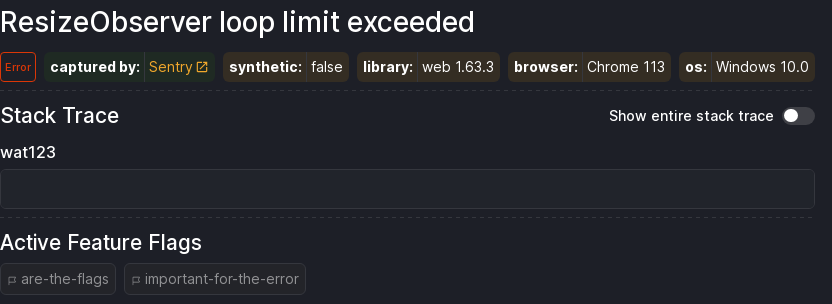 ResizeObserver loop limit exceeded
Error captured by: Sentry synthetic: false library: web 1.63.3 browser: Chrome 113 os: Windows 10.0
Stack Trace Show entire stack trace
wat123
Active Feature Flags
are-the-flags important-for-the-error